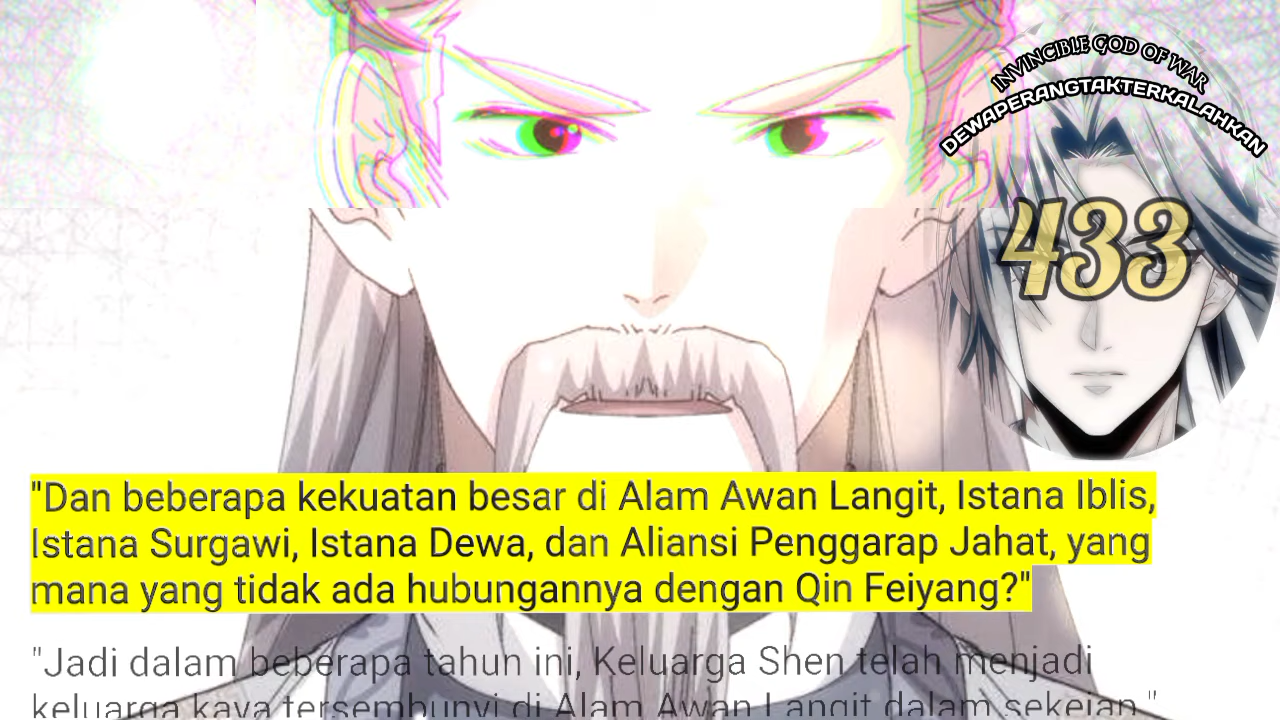 INVINCIBLE GOD OF WAR
DEWAPERANGTAKTERKALAHKAN
433
"Dan beberapa kekuatan besar di Alam Awan Langit, Istana Iblis,
Istana Surgawi, Istana Dewa, dan Aliansi Penggarap Jahat, yang
mana yang tidak ada hubungannya dengan Qin Feiyang?"
"Jadi dalam beberapa tahun ini, Keluarga Shen telah menjadi
keluarga kaya tersembunyi di Alam Awan Langit dalam sekejap."